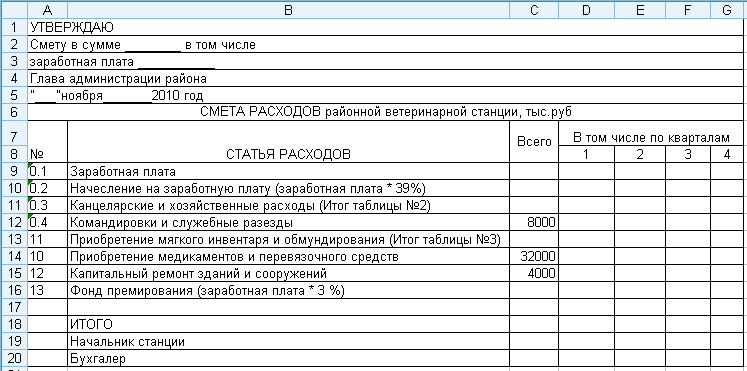 A B C D E F G
1 УТВЕРЖДАЮ
2 Смету в сумме ________ в том числе
3 заработная плата ___________
4 Глава администрации района
5 "___"ноября_______2010 год
6 СМЕТА РАСХОДОВ районной ветеринарной станции, тыс.руб
7 Всего В том числе по кварталам
8 № СТАТЬЯ РАСХОДОВ 1 2 3 4
9 0.1 Заработная плата
10 0.2 Начесление на заработную плату (заработная плата * 39%)
11 0.3 Канцелярские и хозяйственные расходы (Итог таблицы №2)
12 0.4 Командировки и служебные разезды 8000
13 11 Приобретение мягкого инвентаря и обмундирования (Итог таблицы №3)
14 10 Приобретение медикаментов и перевязочного средств 32000
15 12 Капитальный ремонт зданий и сооружений 4000
16 13 Фонд премирования (заработная плата * 3 %)
17
18 ИТОГО
19 Начальник станции
20 Бухгалер